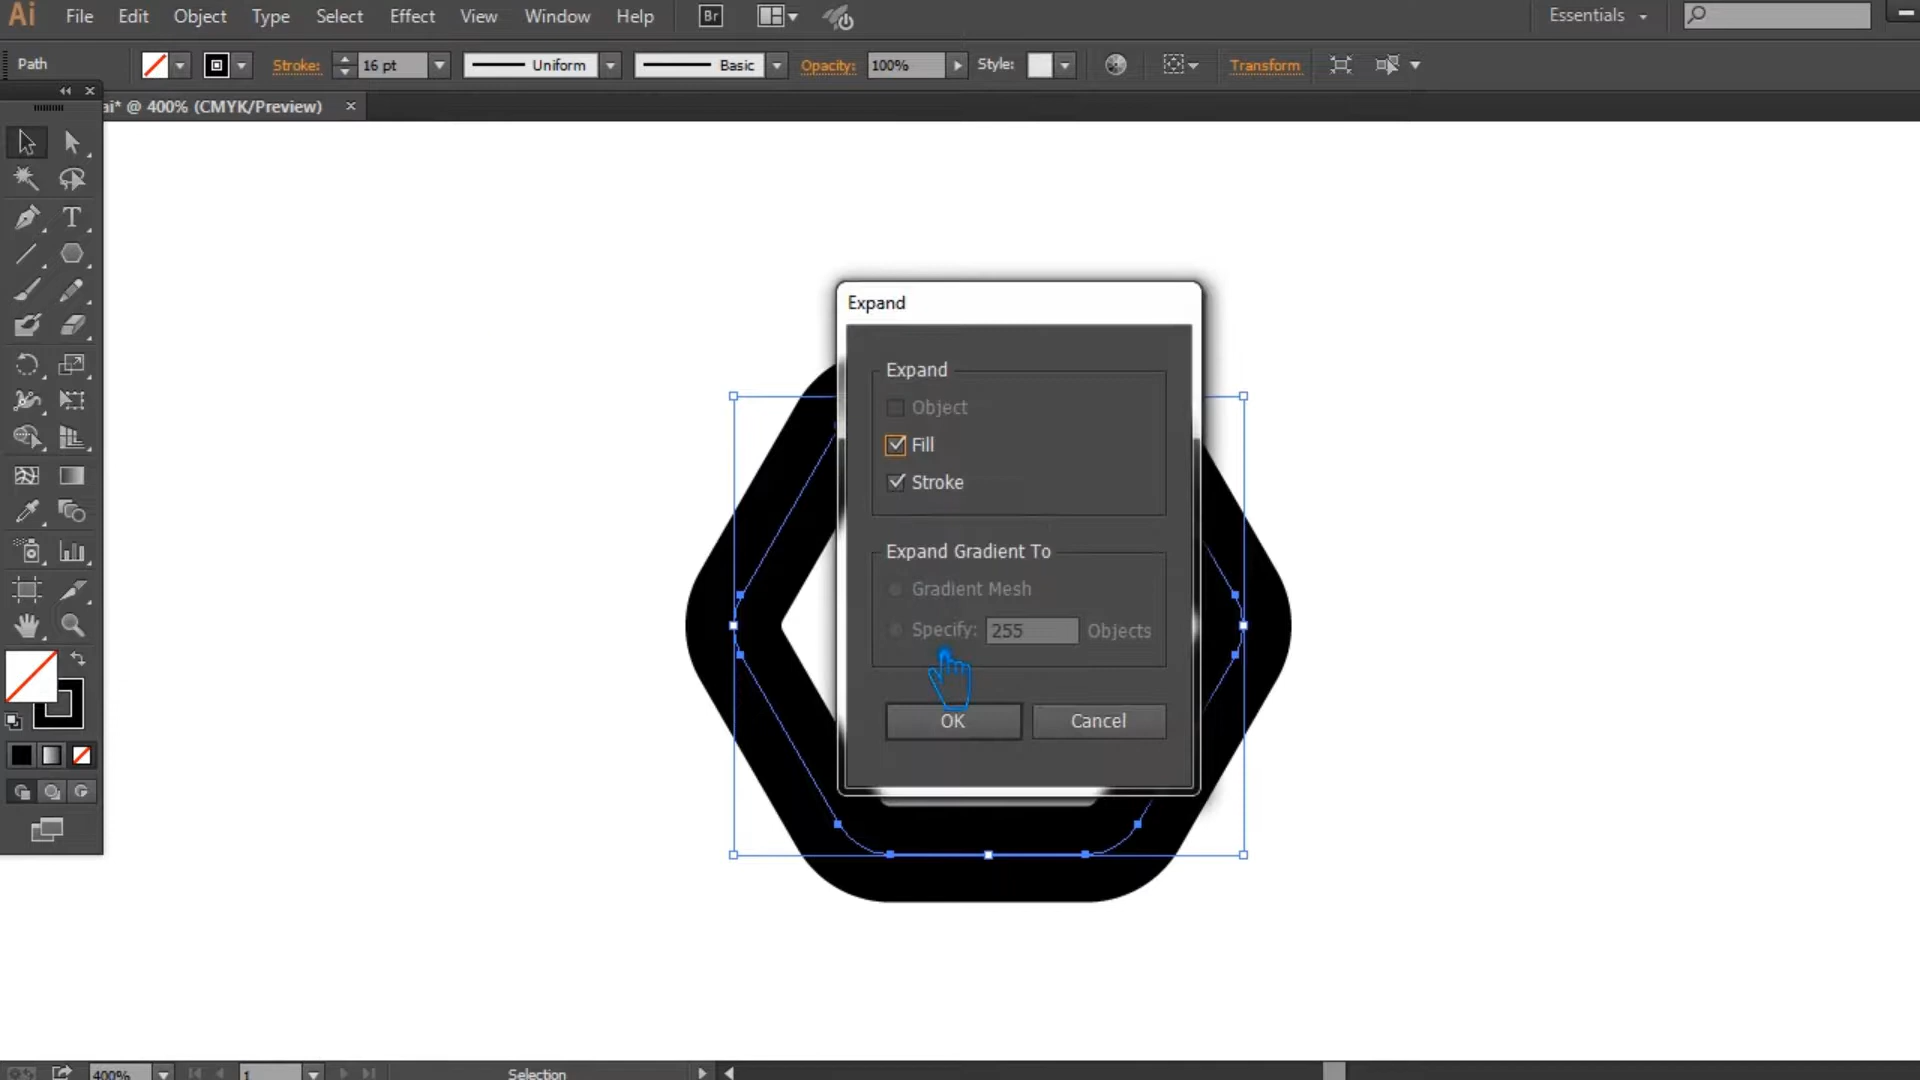 Ai File Edit Object Type Select Effect View Window Help Br Essentials
Path Stroke: 16 pt Uniform Basic Opacity: 100% Style: Transform
ai* @ 400% (CMYK/Preview)
Expand
Expand
Object
Fill
Stroke
Expand Gradient To
Gradient Mesh
Specify: 255 Objects
OK Cancel
T
400% 1 Selection